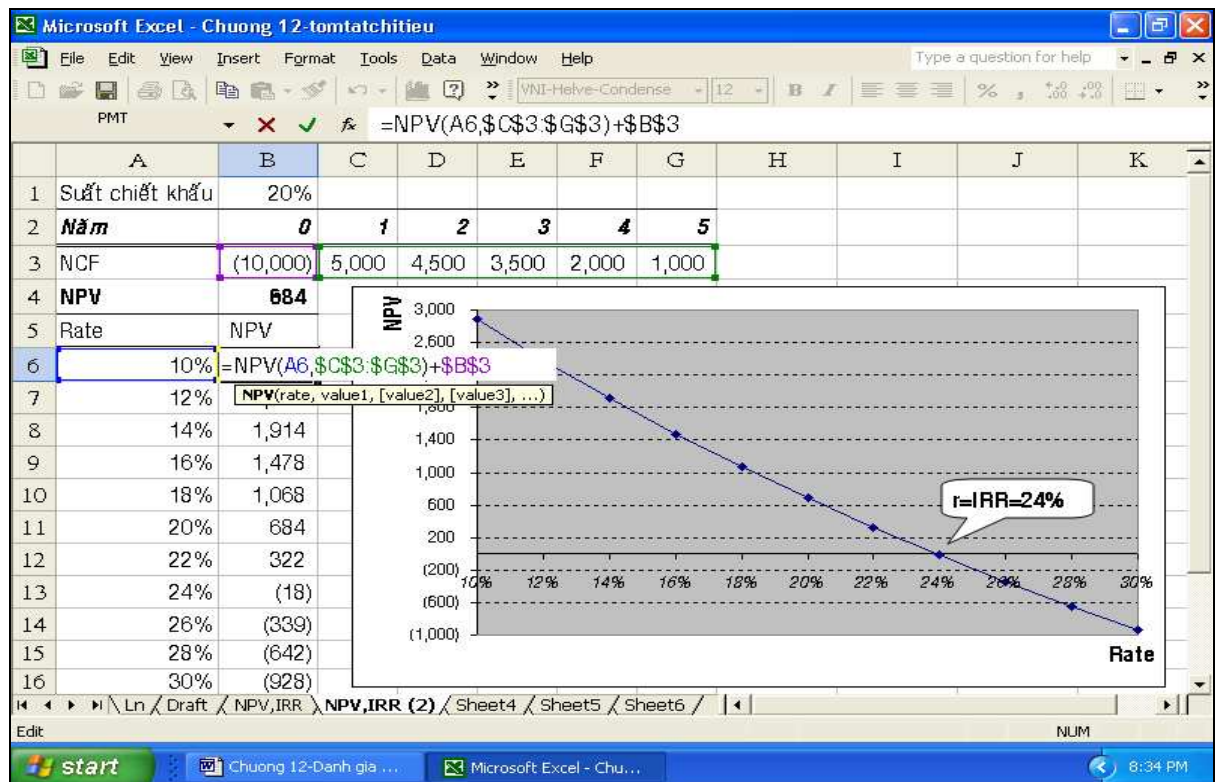 Microsoft Excel - Chuong 12-tomtatchitieu
File Edit View Insert Format Tools Data Window Help Type a question for help
VNI-Helve-Condense 12 B I % ,
PMT fx =NPV(A6,$C$3:$G$3)+$B$3
A B C D E F G H I J K
1 Suất chiết khấu 20%
2 Năm 0 1 2 3 4 5
3 NCF (10,000) 5,000 4,500 3,500 2,000 1,000
4 NPV 684
5 Rate NPV
6 10% =NPV(A6,$C$3:$G$3)+$B$3
7 12% NPV(rate, value1, [value2], [value3], ...)
8 14% 1,914
9 16% 1,478
10 18% 1,068
11 20% 684
12 22% 322
13 24% (18)
14 26% (339)
15 28% (642)
16 30% (928)
NPV
3,000
2,600
1,800
1,400
1,000
600
200
(200)
(600)
(1,000)
10% 12% 14% 16% 18% 20% 22% 24% 26% 28% 30%
r=IRR=24%
Rate
Ln Draft NPV,IRR NPV,IRR (2) Sheet4 Sheet5 Sheet6
Edit NUM
start Chuong 12-Danh gia ... Microsoft Excel - Chu... 8:34 PM